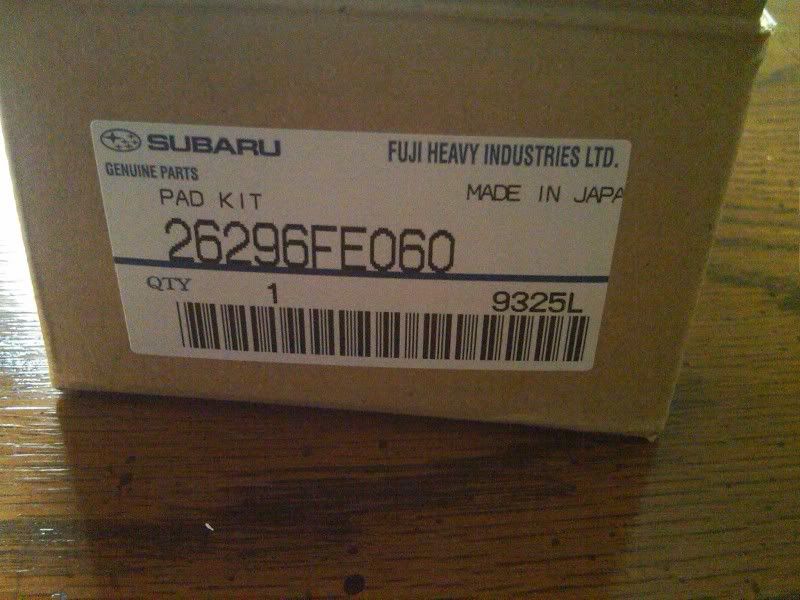 SUBARU
FUJI HEAVY INDUSTRIES LTD.
GENUINE PARTS
PAD KIT
MADE IN JAPA
26296FE060
QTY
1
9325L